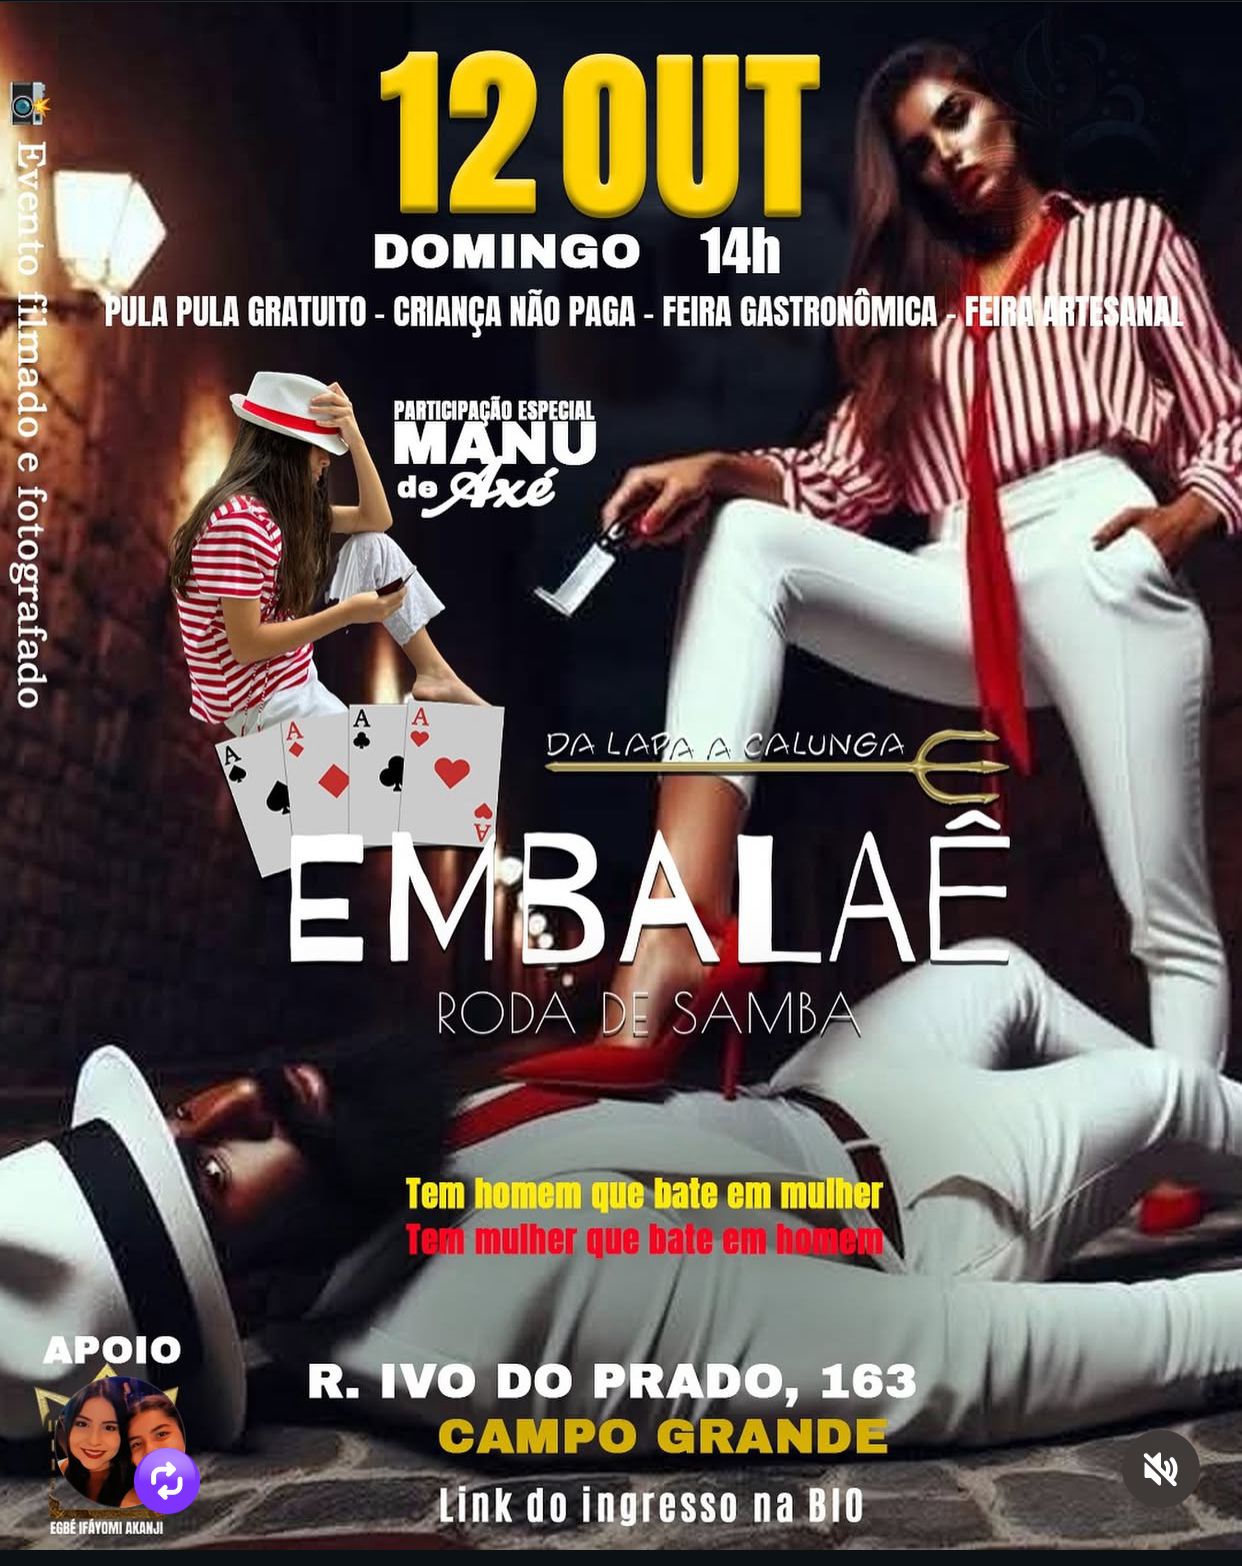 12 OUT
DOMINGO 14h
PULA PULA GRATUITO - CRIANÇA NÃO PAGA - FEIRA GASTRONÔMICA - FEIRA ARTESANAL
Evento filmado e fotografado
PARTICIPAÇÃO ESPECIAL
MANU
de Axé
A A A A
A
DA LAPA A CALUNGA
EMBALAÊ
RODA DE SAMBA
Tem homem que bate em mulher
Tem mulher que bate em homem
APOIO
EGBÉ IFÁYOMI AKANJI
R. IVO DO PRADO, 163
CAMPO GRANDE
Link do ingresso na BIO